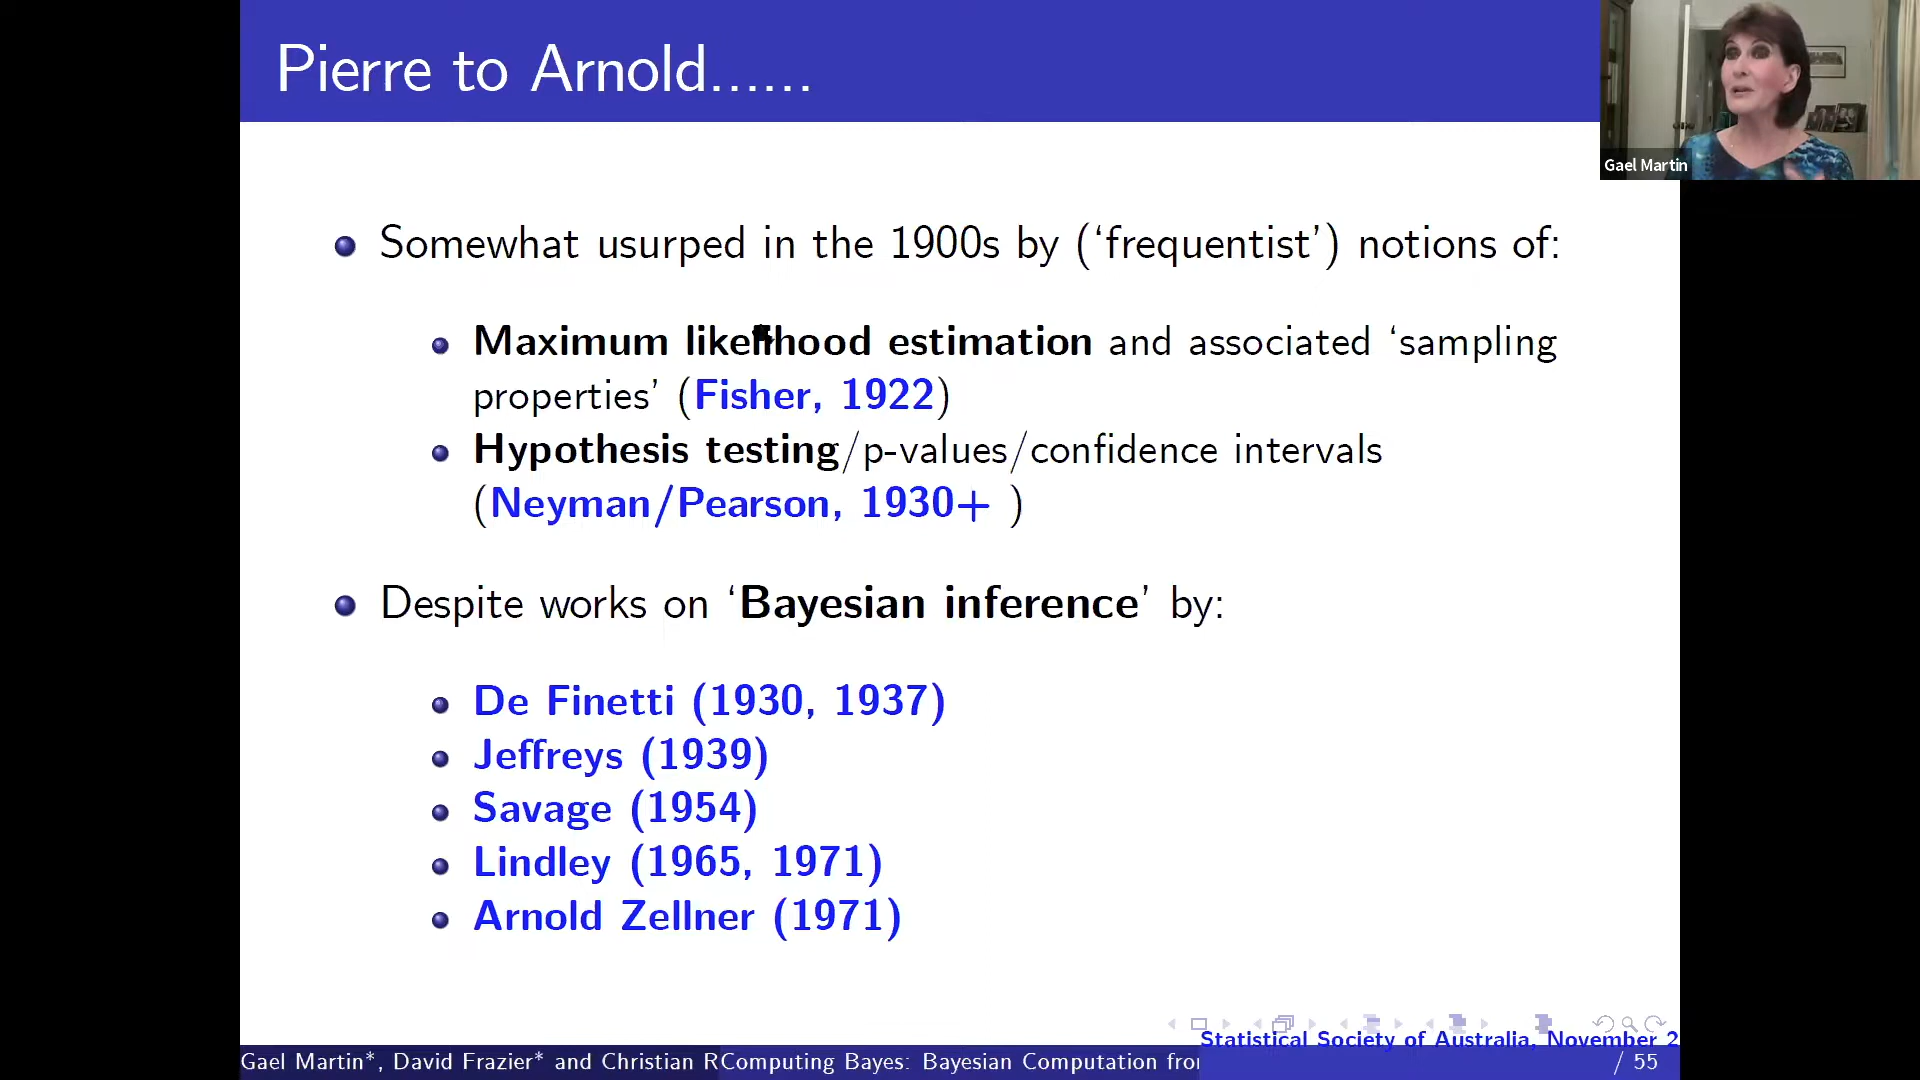 Pierre to Arnold......
Gael Martin
Somewhat usurped in the 1900s by (‘frequentist’) notions of:
Maximum likelihood estimation and associated ‘sampling
properties’ (Fisher, 1922)
Hypothesis testing/p-values/confidence intervals
(Neyman/Pearson, 1930+ )
Despite works on ‘Bayesian inference’ by:
De Finetti (1930, 1937)
Jeffreys (1939)
Savage (1954)
Lindley (1965, 1971)
Arnold Zellner (1971)
Statistical Society of Australia, November 2
Gael Martin*, David Frazier* and Christian R
Computing Bayes: Bayesian Computation from
/ 55